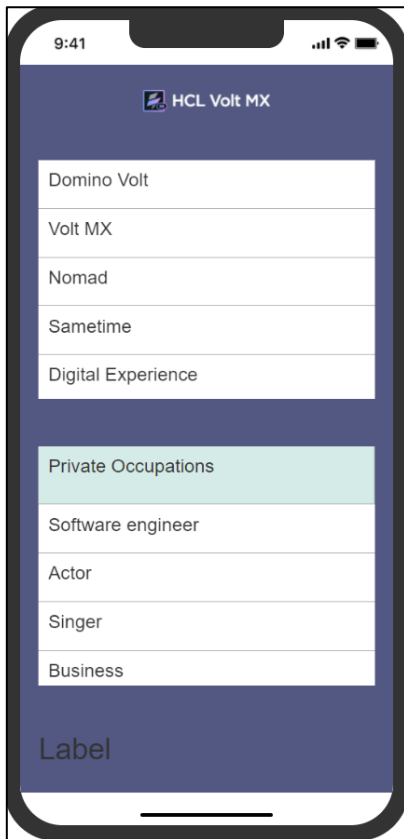 9:41
HCL Volt MX
Domino Volt
Volt MX
Nomad
Sametime
Digital Experience
Private Occupations
Software engineer
Actor
Singer
Business
Label